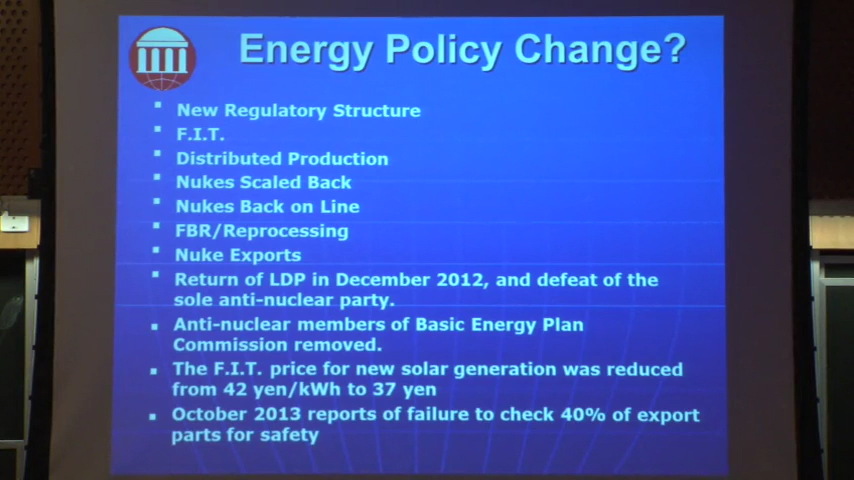 Energy Policy Change?
New Regulatory Structure
F.I.T.
Distributed Production
Nukes Scaled Back
Nukes Back on Line
FBR/Reprocessing
Nuke Exports
Return of LDP in December 2012, and defeat of the
sole anti-nuclear party.
Anti-nuclear members of Basic Energy Plan
Commission removed.
The F.I.T. price for new solar generation was reduced
from 42 yen/kWh to 37 yen
October 2013 reports of failure to check 40% of export
parts for safety